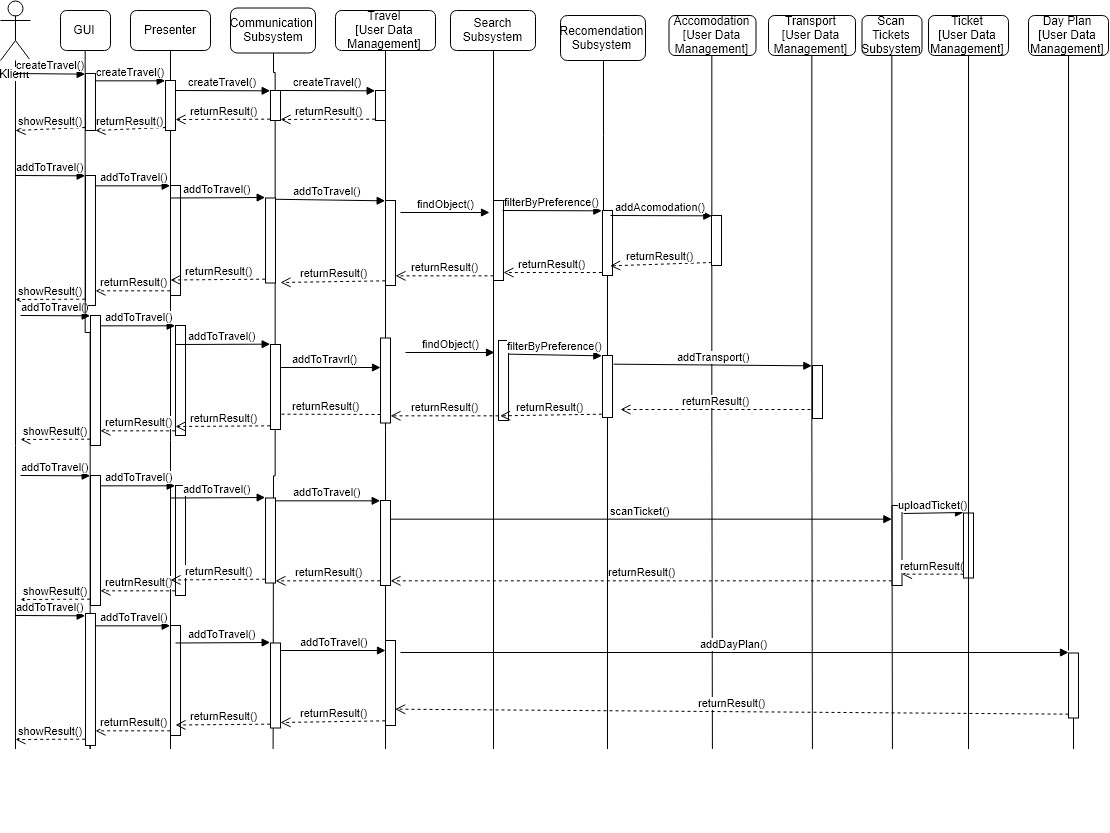 Klient
GUI
Presenter
Communication
Subsystem
Travel
[User Data
Management]
Search
Subsystem
Recomendation
Subsystem
Accomodation
[User Data
Management]
Transport
[User Data
Management]
Scan
Tickets
Subsystem
Ticket
[User Data
Management]
Day Plan
[User Data
Management]
createTravel()
createTravel()
createTravel()
createTravel()
returnResult()
returnResult()
returnResult()
showResult()
addToTravel()
addToTravel()
addToTravel()
addToTravel()
findObject()
filterByPreference()
addAcomodation()
returnResult()
returnResult()
returnResult()
returnResult()
returnResult()
returnResult()
showResult()
addToTravel()
addToTravel()
addToTravel()
addToTravrl()
findObject()
filterByPreference()
addTransport()
returnResult()
returnResult()
returnResult()
returnResult()
returnResult()
returnResult()
showResult()
addToTravel()
addToTravel()
addToTravel()
addToTravel()
scanTicket()
uploadTicket()
returnResult()
returnResult()
returnResult()
returnResult()
reutrnResult()
showResult()
addToTravel()
addToTravel()
addToTravel()
addToTravel()
addDayPlan()
returnResult()
returnResult()
returnResult()
returnResult()
showResult()